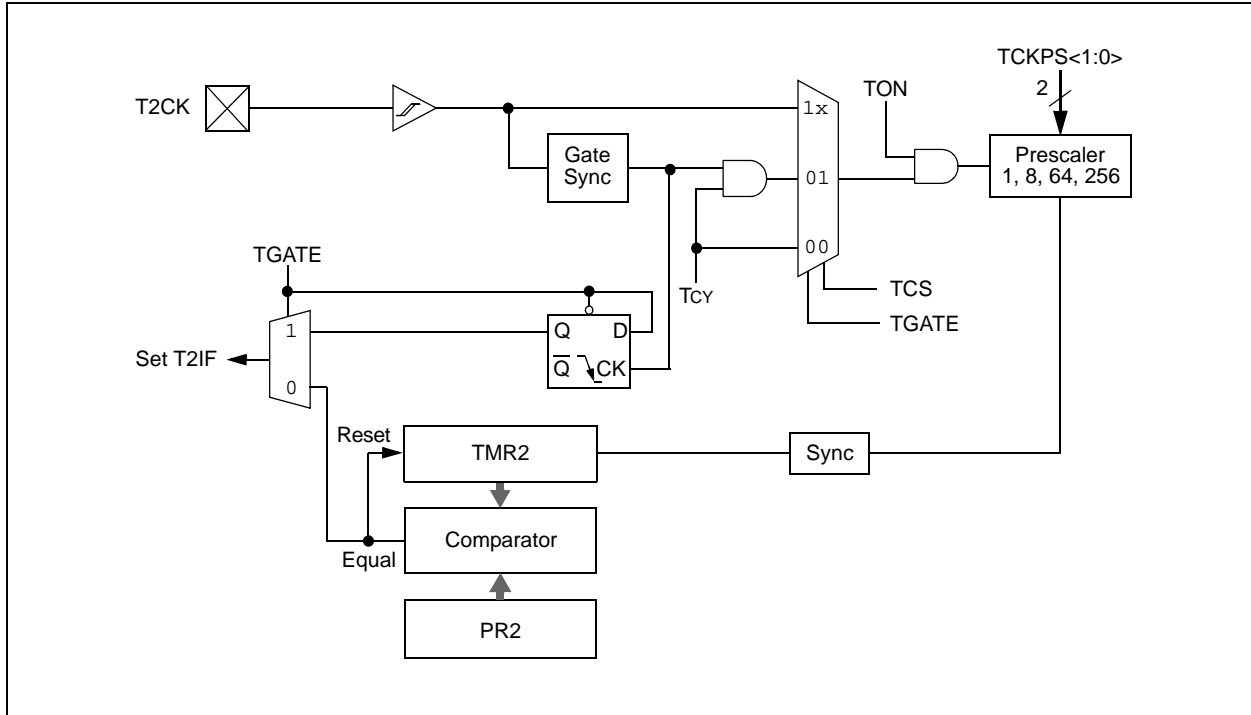 TCKPS<1:0>
2
T2CK
TON
1x
Gate
Sync
01
Prescaler
1, 8, 64, 256
00
TGATE
TCY
TCS
TGATE
1
Q
D
Set T2IF
Q
CK
0
Reset
TMR2
Sync
Equal
Comparator
PR2